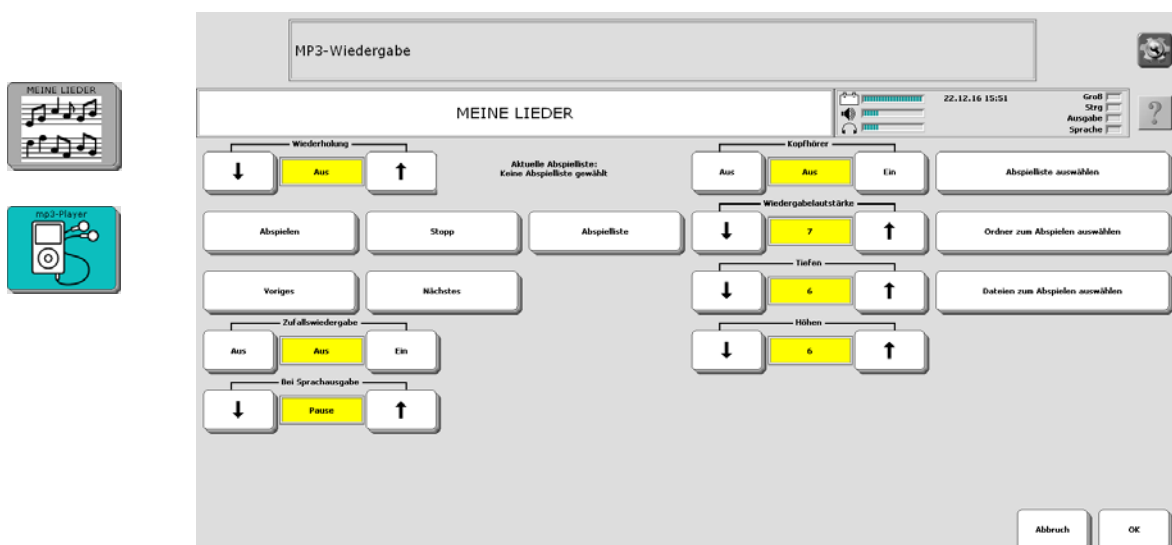 MP3-Wiedergabe
MEINE LIEDER
mp3-Player
MEINE LIEDER
22.12.16 15:51
Groß
Strg
Ausgabe
Sprache
?
Wiederholung
↓ Aus ↑
Aktuelle Abspielliste:
Keine Abspielliste gewählt
Kopfhörer
Aus Aus Ein
Abspielliste auswählen
Abspielen
Stopp
Abspielliste
Wiedergabelautstärke
↓ 7 ↑
Ordner zum Abspielen auswählen
Voriges
Nächstes
Tiefen
↓ 6 ↑
Dateien zum Abspielen auswählen
Zufallswiedergabe
Aus Aus Ein
Höhen
↓ 6 ↑
Bei Sprachausgabe
↓ Pause ↑
Abbruch
OK